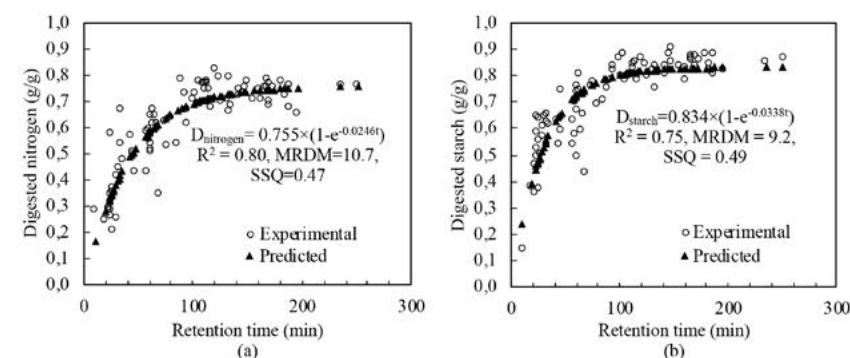 1,0
0,9
0,8
0,7
0,6
0,5
0,4
0,3
0,2
0,1
0,0
Digested nitrogen (g/g)
D_nitrogen = 0.755×(1-e^-0.0246t)
R² = 0.80, MRDM=10.7,
SSQ=0.47
Experimental
Predicted
0 100 200 300
Retention time (min)
(a)
1,0
0,9
0,8
0,7
0,6
0,5
0,4
0,3
0,2
0,1
0,0
Digested starch (g/g)
D_starch=0.834×(1-e^-0.0338t)
R² = 0.75, MRDM = 9.2,
SSQ = 0.49
Experimental
Predicted
0 100 200 300
Retention time (min)
(b)